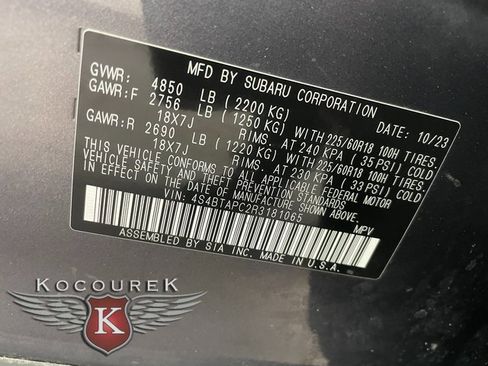 MFD BY SUBARU CORPORATION DATE: 10/23
GVWR: 4850 LB (2200 KG)
GAWR:F 2756 LB (1250 KG) WITH 225/60R18 100H TIRES
18X7J RIMS. AT 240 KPA (35 PSI) COLD
GAWR:R 2690 LB (1220 KG) WITH 225/60R18 100H TIRES
18X7J RIMS. AT 230 KPA (33 PSI) COLD
THIS VEHICLE CONFORMS TO ALL APPLICABLE FEDERAL MOTOR
VEHICLE SAFETY AND THEFT PREVENTION STANDARDS
IN EFFECT ON THE DATE OF MANUFACTURE SHOWN ABOVE.
VIN: 4S4BTAPC2R3181065
MPV
ASSEMBLED BY SIA INC. MADE IN U.S.A.
KOCOUREK
K